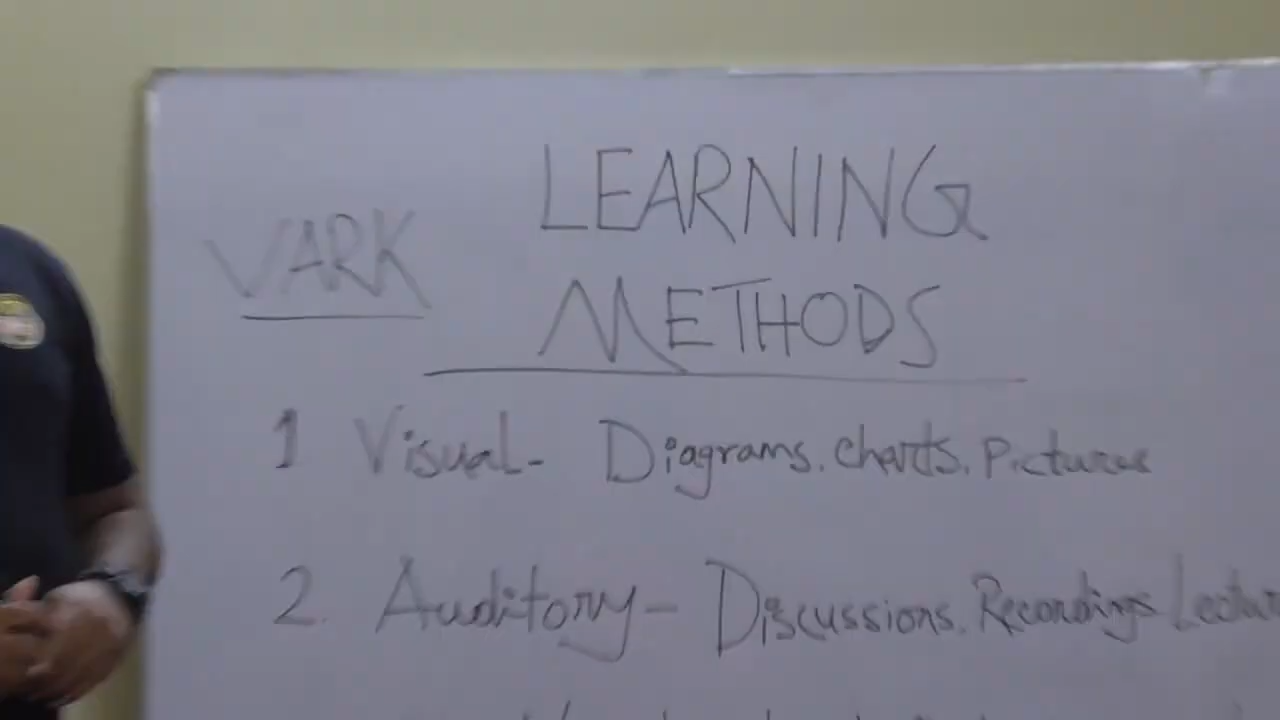 LEARNING
VARK
METHODS
1 Visual- Diagrams, charts, Pictures
2. Auditory - Discussions, Recordings